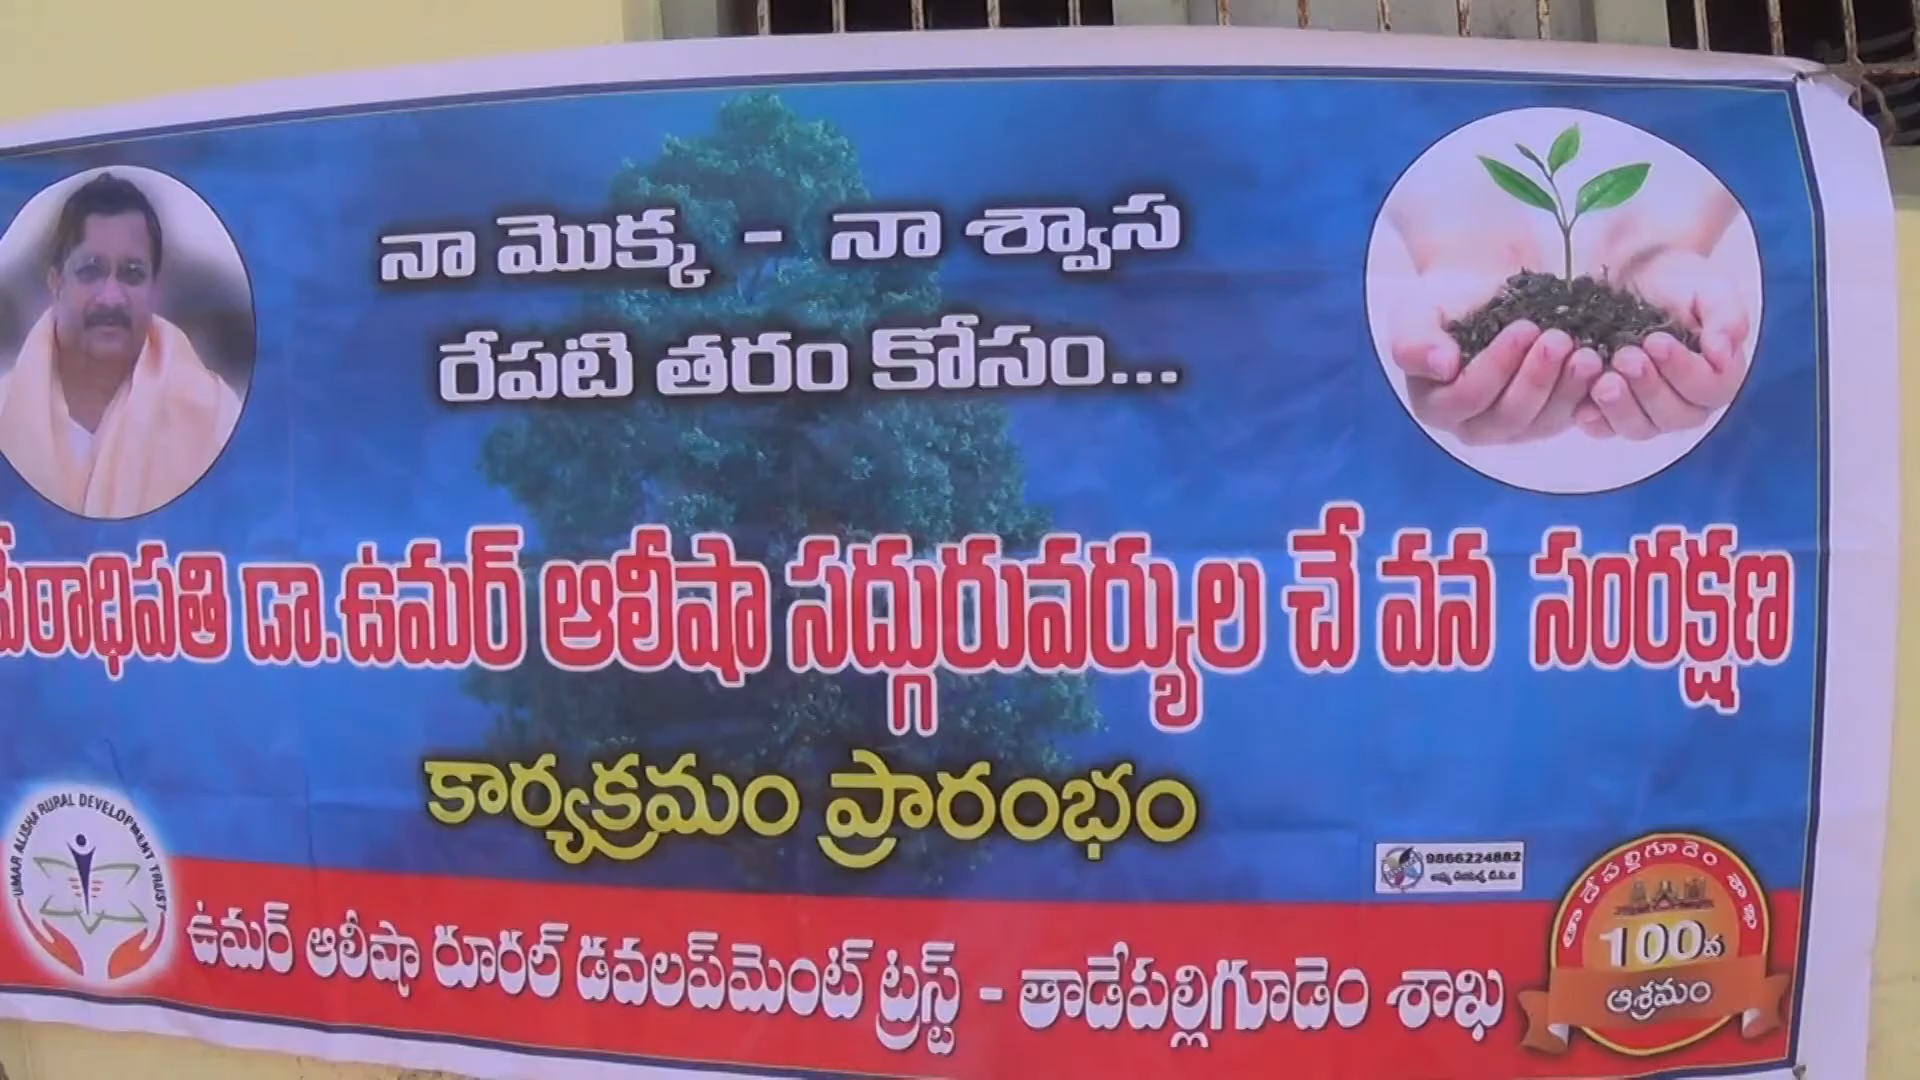 నా మొక్క - నా శ్వాస
రేపటి తరం కోసం...
పీఠాధిపతి డా.ఉమర్ ఆలీషా సద్గురువర్యుల చే వన సంరక్షణ
కార్యక్రమం ప్రారంభం
UMAR ALISHA RURAL DEVELOPMENT TRUST
9866224882
ఉమర్ ఆలీషా రూరల్ డవలప్‌మెంట్ ట్రస్ట్ - తాడేపల్లిగూడెం శాఖ
తాడేపల్లిగూడెం శాఖ
100వ
ఆశ్రమం